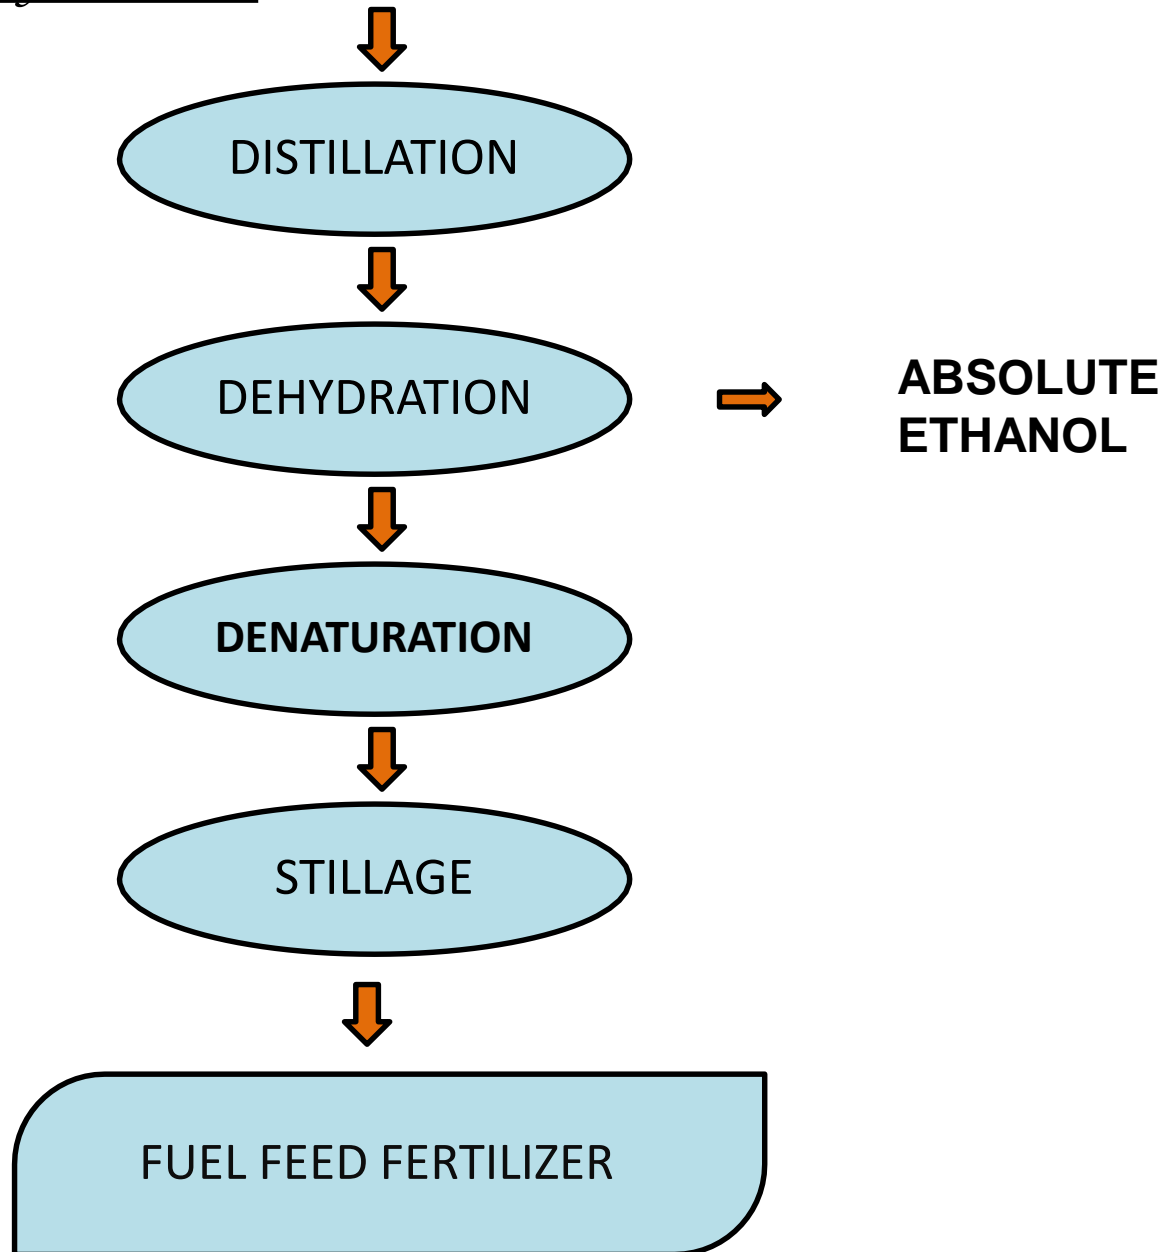 DISTILLATION
DEHYDRATION
ABSOLUTE
ETHANOL
DENATURATION
STILLAGE
FUEL FEED FERTILIZER